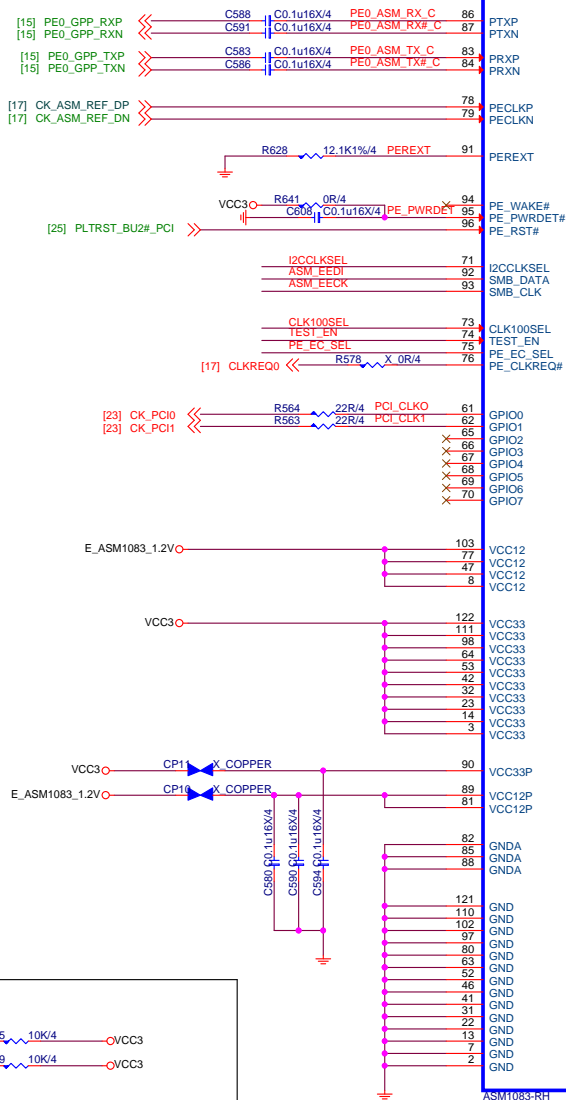 [15] PE0_GPP_RXP C588 C0.1u16X/4 PE0_ASM_RX_C 86 PTXP
[15] PE0_GPP_RXN C591 C0.1u16X/4 PE0_ASM_RX#_C 87 PTXN
[15] PE0_GPP_TXP C583 C0.1u16X/4 PE0_ASM_TX_C 83 PRXP
[15] PE0_GPP_TXN C586 C0.1u16X/4 PE0_ASM_TX#_C 84 PRXN
[17] CK_ASM_REF_DP 78 PECLKP
[17] CK_ASM_REF_DN 79 PECLKN
R628 12.1K1%/4 PEREXT 91 PEREXT
VCC3 R641 0R/4 94 PE_WAKE#
C608 C0.1u16X/4 PE_PWRDET 95 PE_PWRDET#
[25] PLTRST_BU2#_PCI 96 PE_RST#
I2CCLKSEL 71 I2CCLKSEL
ASM_EEDI 92 SMB_DATA
ASM_EECK 93 SMB_CLK
CLK100SEL 73 CLK100SEL
TEST_EN 74 TEST_EN
PE_EC_SEL 75 PE_EC_SEL
[17] CLKREQ0 R578 X_0R/4 76 PE_CLKREQ#
[23] CK_PCI0 R564 22R/4 PCI_CLKO 61 GPIO0
[23] CK_PCI1 R563 22R/4 PCI_CLK1 62 GPIO1
65 GPIO2
66 GPIO3
67 GPIO4
68 GPIO5
69 GPIO6
70 GPIO7
E_ASM1083_1.2V 103 VCC12
77 VCC12
47 VCC12
8 VCC12
VCC3 122 VCC33
111 VCC33
98 VCC33
64 VCC33
53 VCC33
42 VCC33
32 VCC33
23 VCC33
14 VCC33
3 VCC33
VCC3 CP11 X_COPPER 90 VCC33P
E_ASM1083_1.2V CP10 X_COPPER 89 VCC12P
81 VCC12P
C580 C0.1u16X/4
C590 C0.1u16X/4
C594 C0.1u16X/4
82 GNDA
85 GNDA
88 GNDA
121 GND
110 GND
102 GND
97 GND
80 GND
63 GND
52 GND
46 GND
41 GND
31 GND
22 GND
13 GND
7 GND
2 GND
5 10K/4 VCC3
9 10K/4 VCC3
ASM1083-RH